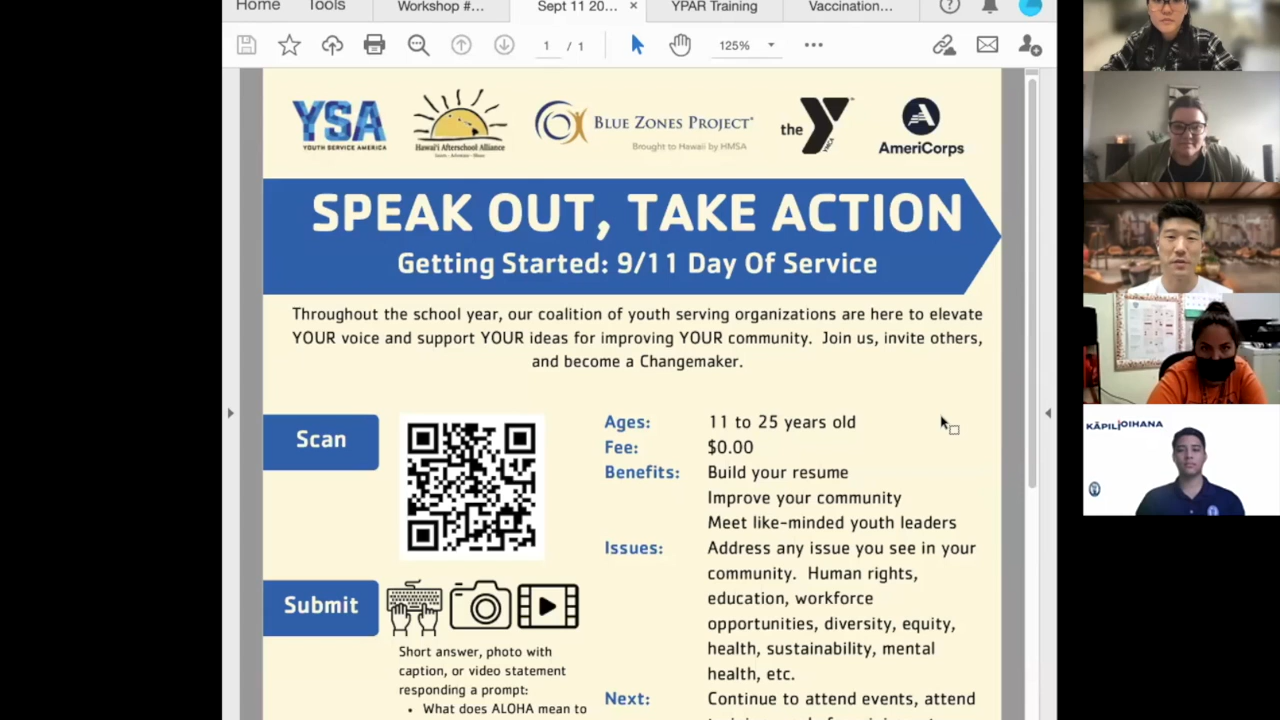 Home
Tools
Workshop #...
Sept 11 20...
×
YPAR Training
Vaccination...
1 / 1
125%
YSA
YOUTH SERVICE AMERICA
Hawai'i Afterschool Alliance
BLUE ZONES PROJECT
Brought to Hawaii by HMSA
the Y
YMCA
AmeriCorps
SPEAK OUT, TAKE ACTION
Getting Started: 9/11 Day Of Service
Throughout the school year, our coalition of youth serving organizations are here to elevate
YOUR voice and support YOUR ideas for improving YOUR community. Join us, invite others,
and become a Changemaker.
Scan
Ages: 11 to 25 years old
Fee: $0.00
Benefits: Build your resume
Improve your community
Meet like-minded youth leaders
Issues: Address any issue you see in your
community. Human rights,
education, workforce
opportunities, diversity, equity,
health, sustainability, mental
health, etc.
Submit
Short answer, photo with
caption, or video statement
responding a prompt:
• What does ALOHA mean to
Next: Continue to attend events, attend
KĀPILI OIHANA